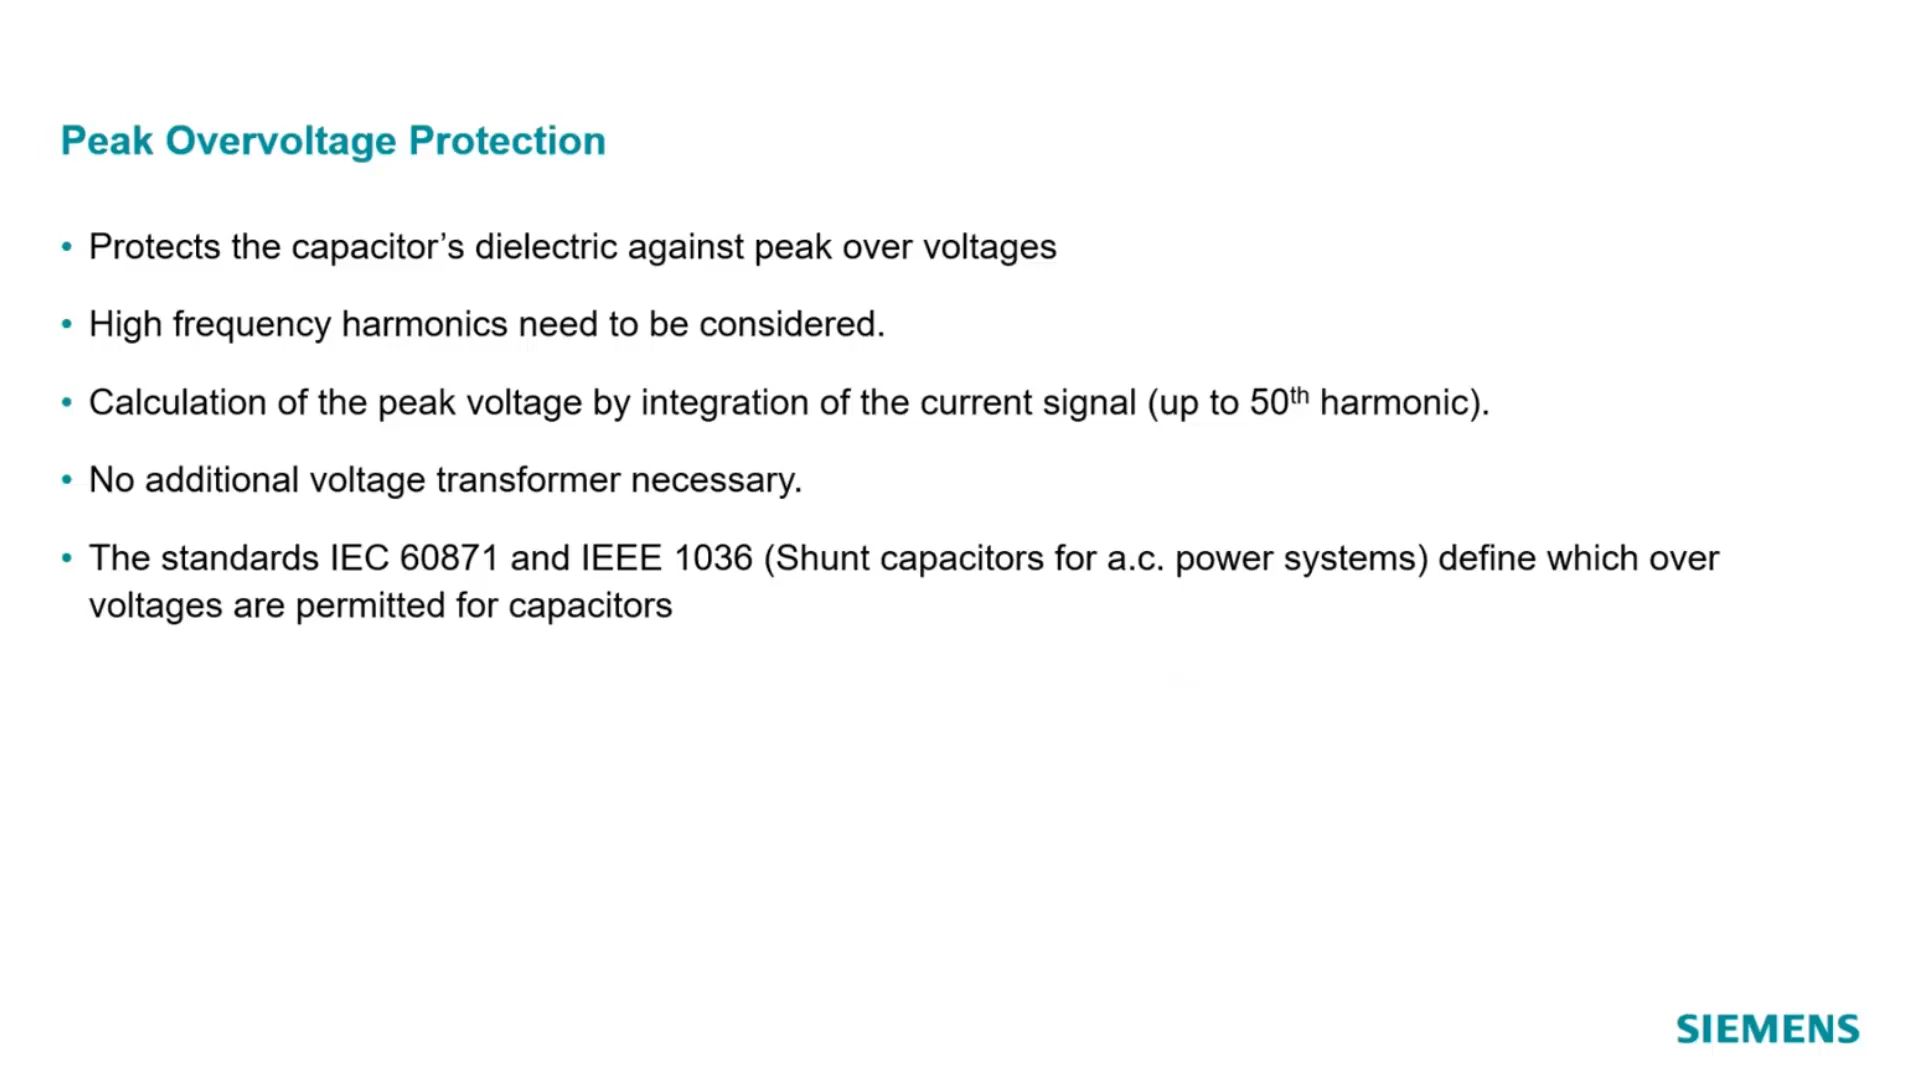 Peak Overvoltage Protection
• Protects the capacitor’s dielectric against peak over voltages
• High frequency harmonics need to be considered.
• Calculation of the peak voltage by integration of the current signal (up to 50th harmonic).
• No additional voltage transformer necessary.
• The standards IEC 60871 and IEEE 1036 (Shunt capacitors for a.c. power systems) define which over
voltages are permitted for capacitors
SIEMENS